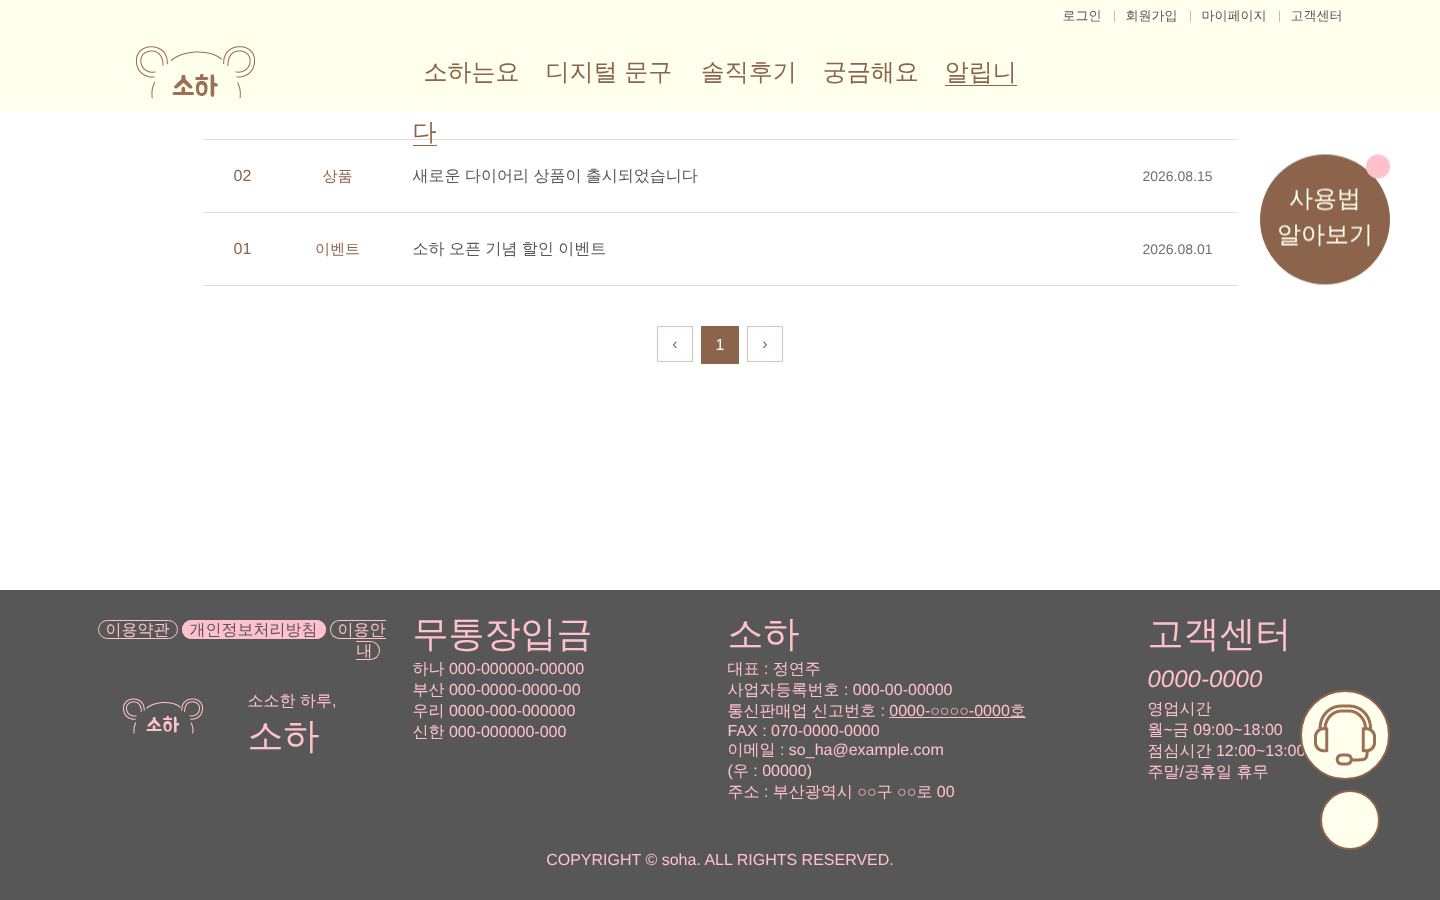 로그인 회원가입 마이페이지 고객센터
소하
소하는요 디지털 문구 솔직후기 궁금해요 알립니
다
02 상품 새로운 다이어리 상품이 출시되었습니다 2026.08.15
01 이벤트 소하 오픈 기념 할인 이벤트 2026.08.01
사용법
알아보기
‹ 1 ›
이용약관 개인정보처리방침 이용안
내
소하
소소한 하루,
소하
무통장입금
하나 000-000000-00000
부산 000-0000-0000-00
우리 0000-000-000000
신한 000-000000-000
소하
대표 : 정연주
사업자등록번호 : 000-00-00000
통신판매업 신고번호 : 0000-○○○○-0000호
FAX : 070-0000-0000
이메일 : so_ha@example.com
(우 : 00000)
주소 : 부산광역시 ○○구 ○○로 00
고객센터
0000-0000
영업시간
월~금 09:00~18:00
점심시간 12:00~13:00
주말/공휴일 휴무
COPYRIGHT © soha. ALL RIGHTS RESERVED.